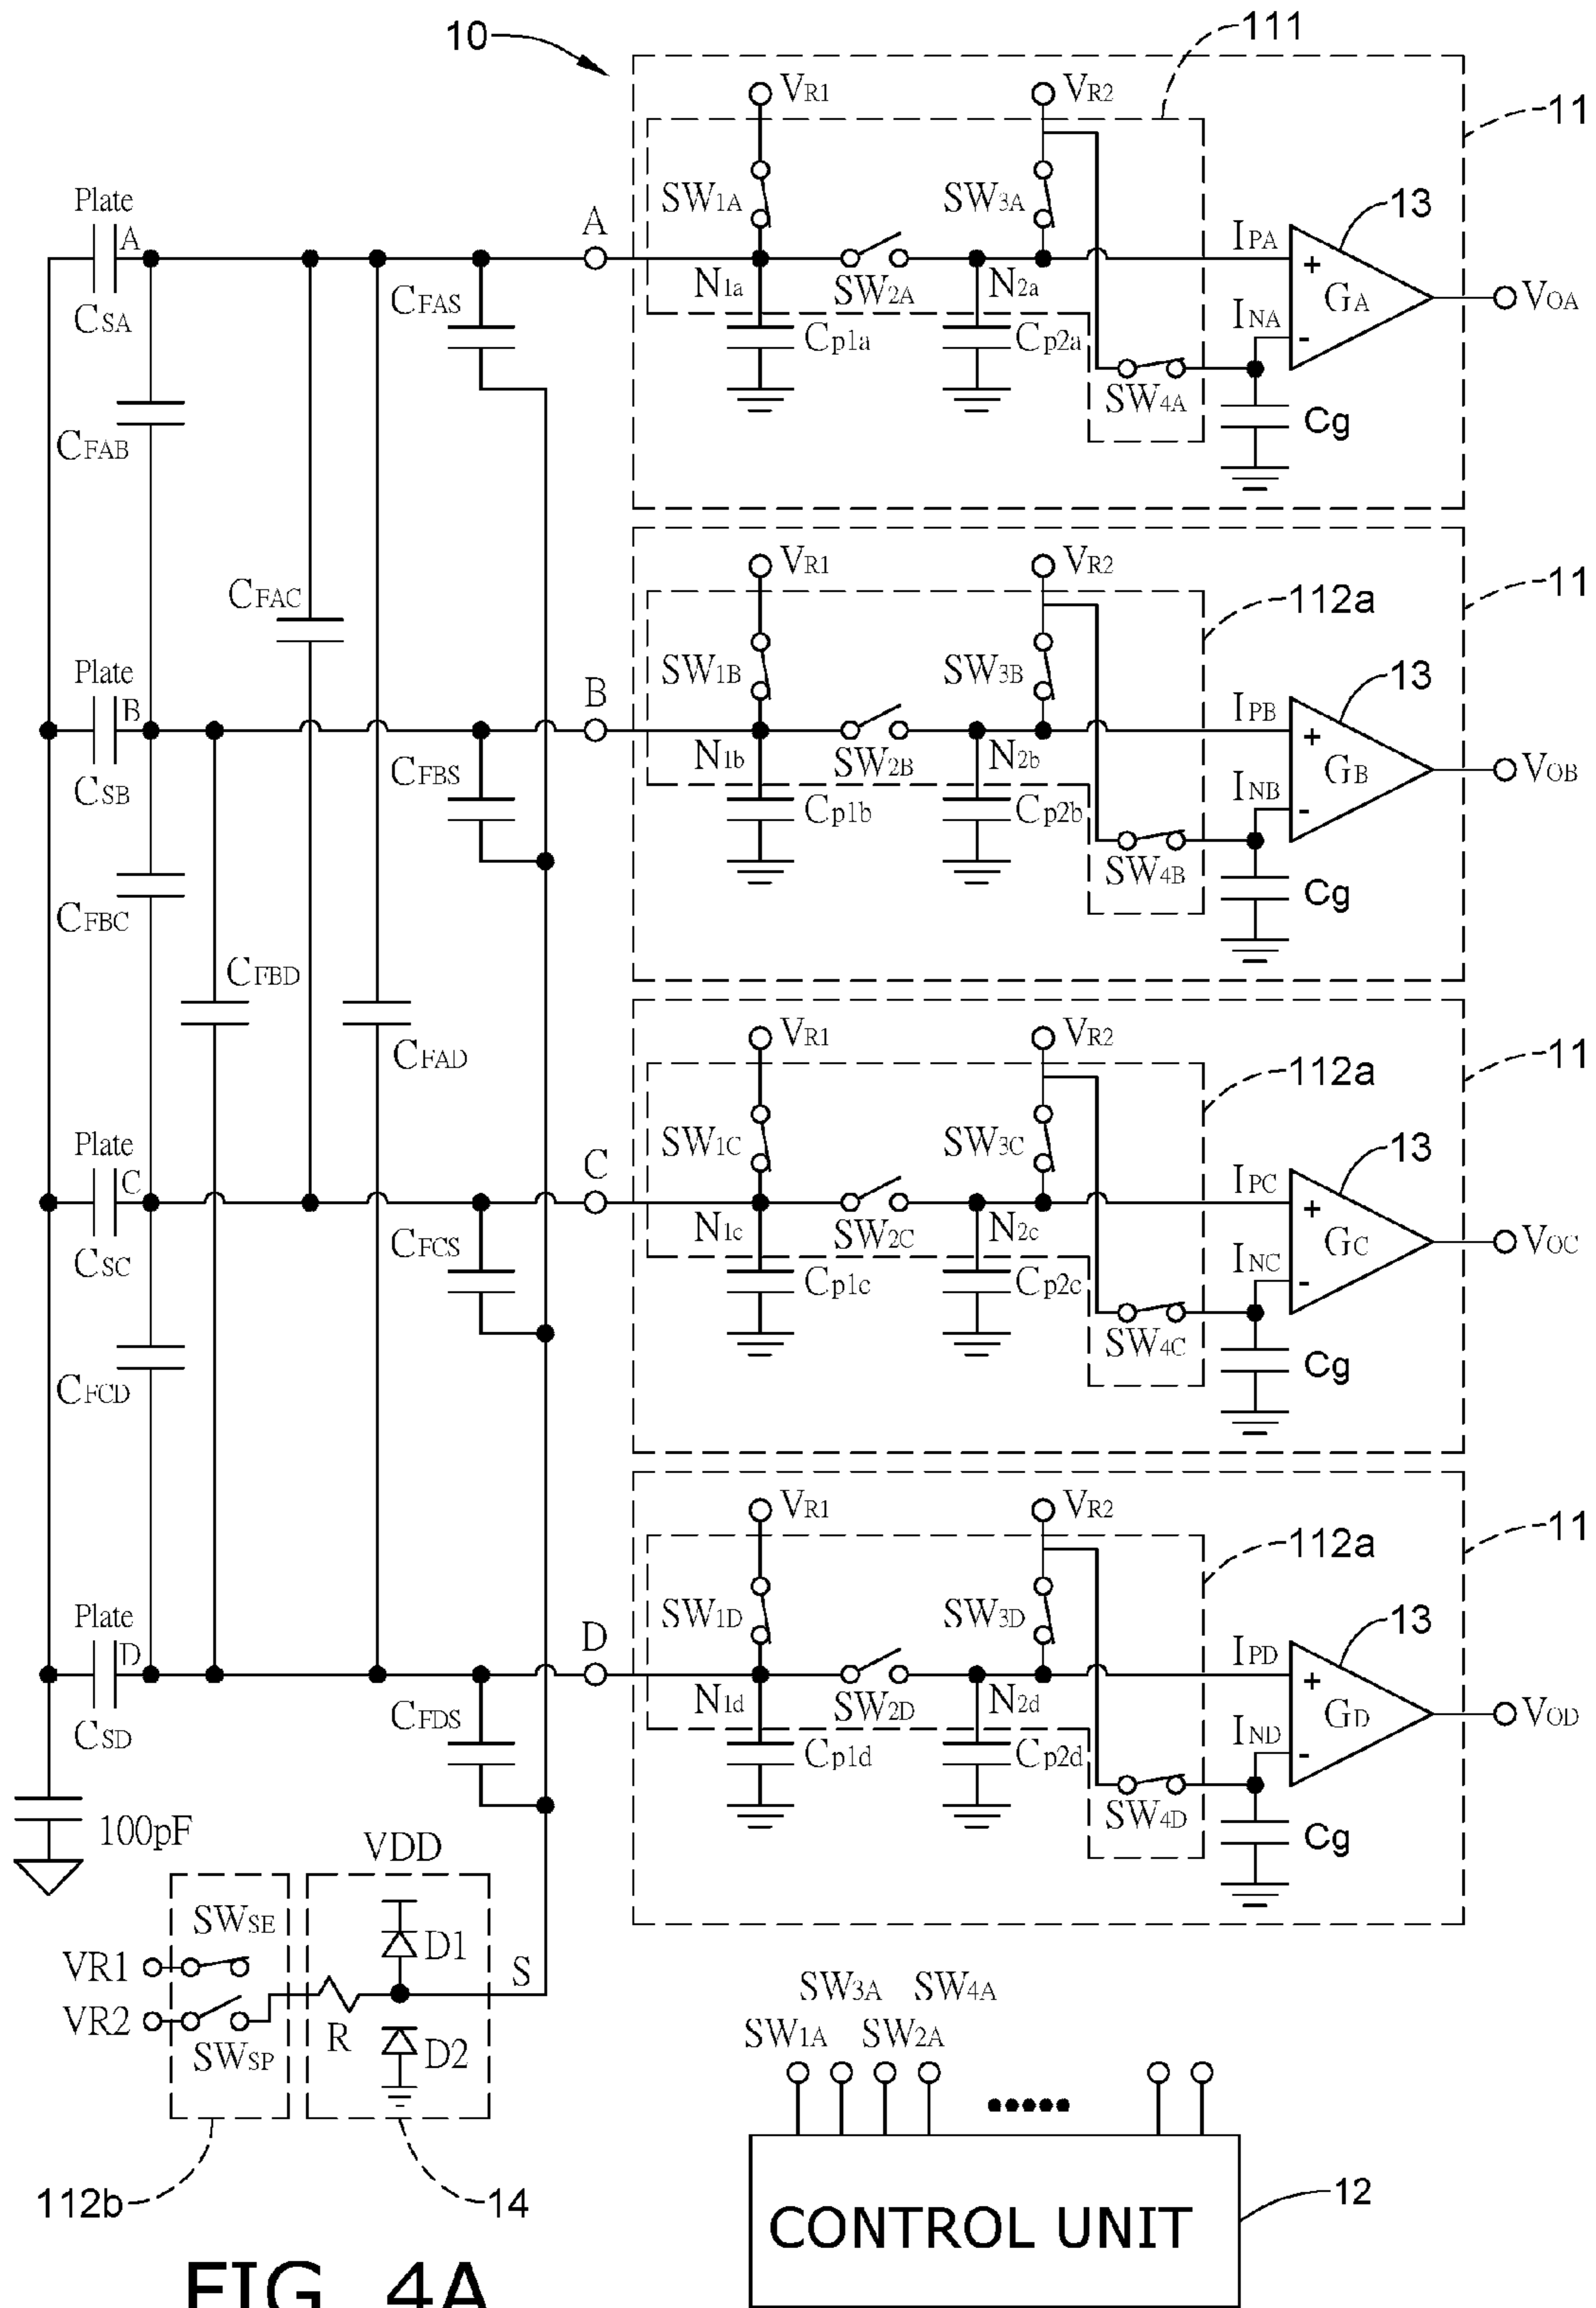 10
111
VR1
VR2
11
Plate
A
A
SW1A
SW3A
IPA
13
CSA
CFAS
N1a
SW2A
N2a
+
GA
VOA
INA
-
Cp1a
Cp2a
SW4A
Cg
CFAB
VR1
VR2
11
112a
CFAC
Plate
B
B
SW1B
SW3B
IPB
13
CSB
CFBS
N1b
SW2B
N2b
+
GB
VOB
INB
-
Cp1b
Cp2b
SW4B
Cg
CFBC
CFBD
VR1
VR2
11
112a
CFAD
Plate
C
C
SW1C
SW3C
IPC
13
CSC
CFCS
N1c
SW2C
N2c
+
GC
VOC
INC
-
Cp1c
Cp2c
SW4C
Cg
CFCD
VR1
VR2
11
112a
Plate
D
D
SW1D
SW3D
IPD
13
CSD
CFDS
N1d
SW2D
N2d
+
GD
VOD
IND
-
Cp1d
Cp2d
SW4D
Cg
100pF
VDD
SWSE
D1
VR1
S
VR2
R
SWSP
D2
SW3A SW4A
SW1A SW2A
112b
14
12
CONTROL UNIT
FIG. 4A